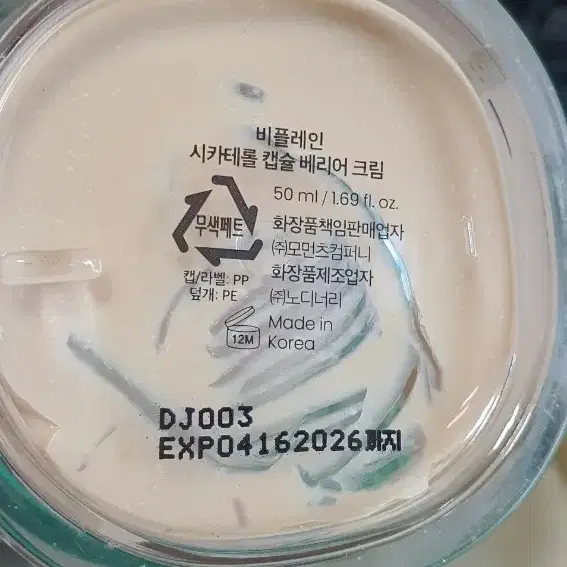 비플레인
시카테롤 캡슐 베리어 크림
50 ml / 1.69 fl. oz.
무색페트
화장품책임판매업자
㈜모먼츠컴퍼니
캡/라벨: PP
덮개: PE
화장품제조업자
㈜노디너리
12M
Made in
Korea
DJ003
EXP04162026까지